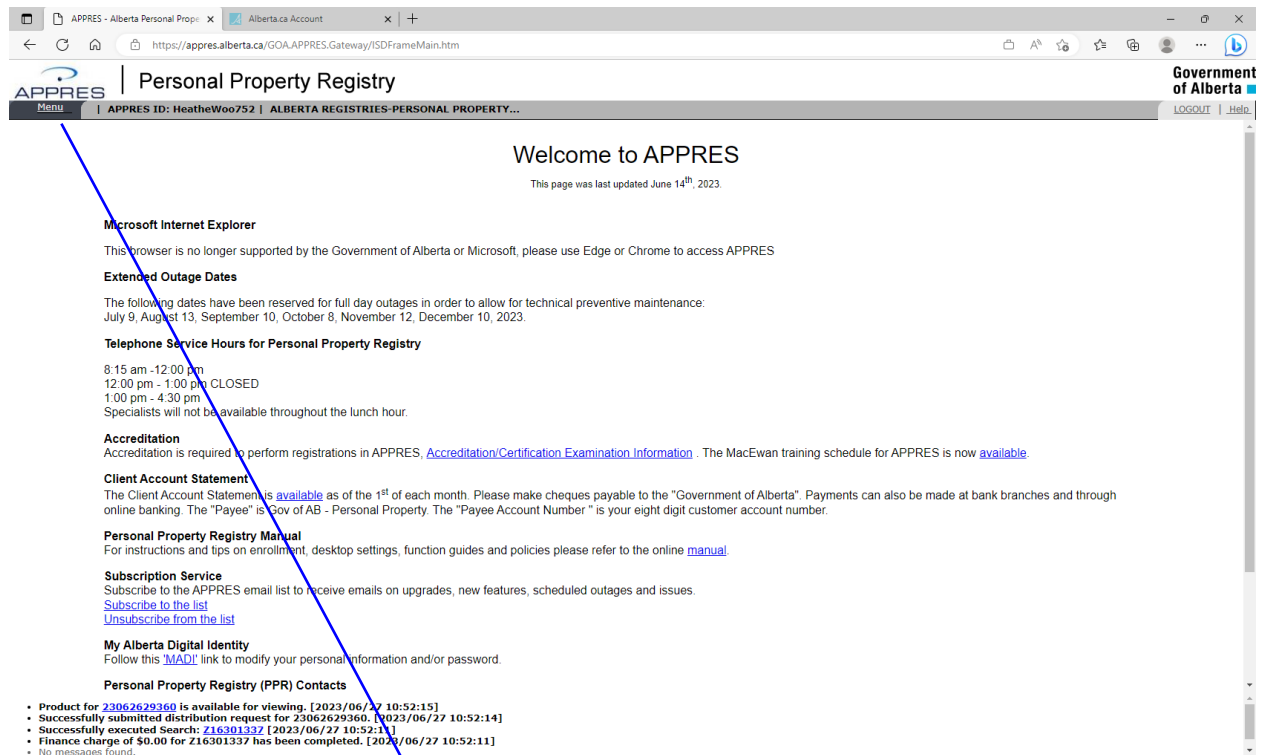 APPRES - Alberta Personal Prope
Alberta.ca Account
https://appres.alberta.ca/GOA.APPRES.Gateway/ISDFrameMain.htm
APPRES
Personal Property Registry
Government
of Alberta
Menu | APPRES ID: HeatheWoo752 | ALBERTA REGISTRIES-PERSONAL PROPERTY... LOGOUT | Help
Welcome to APPRES
This page was last updated June 14th, 2023.
Microsoft Internet Explorer
This browser is no longer supported by the Government of Alberta or Microsoft, please use Edge or Chrome to access APPRES
Extended Outage Dates
The following dates have been reserved for full day outages in order to allow for technical preventive maintenance:
July 9, August 13, September 10, October 8, November 12, December 10, 2023.
Telephone Service Hours for Personal Property Registry
8:15 am -12:00 pm
12:00 pm - 1:00 pm CLOSED
1:00 pm - 4:30 pm
Specialists will not be available throughout the lunch hour.
Accreditation
Accreditation is required to perform registrations in APPRES, Accreditation/Certification Examination Information . The MacEwan training schedule for APPRES is now available.
Client Account Statement
The Client Account Statement is available as of the 1st of each month. Please make cheques payable to the "Government of Alberta". Payments can also be made at bank branches and through
online banking. The "Payee" is Gov of AB - Personal Property. The "Payee Account Number " is your eight digit customer account number.
Personal Property Registry Manual
For instructions and tips on enrollment, desktop settings, function guides and policies please refer to the online manual.
Subscription Service
Subscribe to the APPRES email list to receive emails on upgrades, new features, scheduled outages and issues.
Subscribe to the list
Unsubscribe from the list
My Alberta Digital Identity
Follow this 'MADI' link to modify your personal information and/or password.
Personal Property Registry (PPR) Contacts
• Product for 23062629360 is available for viewing. [2023/06/27 10:52:15]
• Successfully submitted distribution request for 23062629360. [2023/06/27 10:52:14]
• Successfully executed Search: Z16301337 [2023/06/27 10:52:11]
• Finance charge of $0.00 for Z16301337 has been completed. [2023/06/27 10:52:11]
• No messages found.